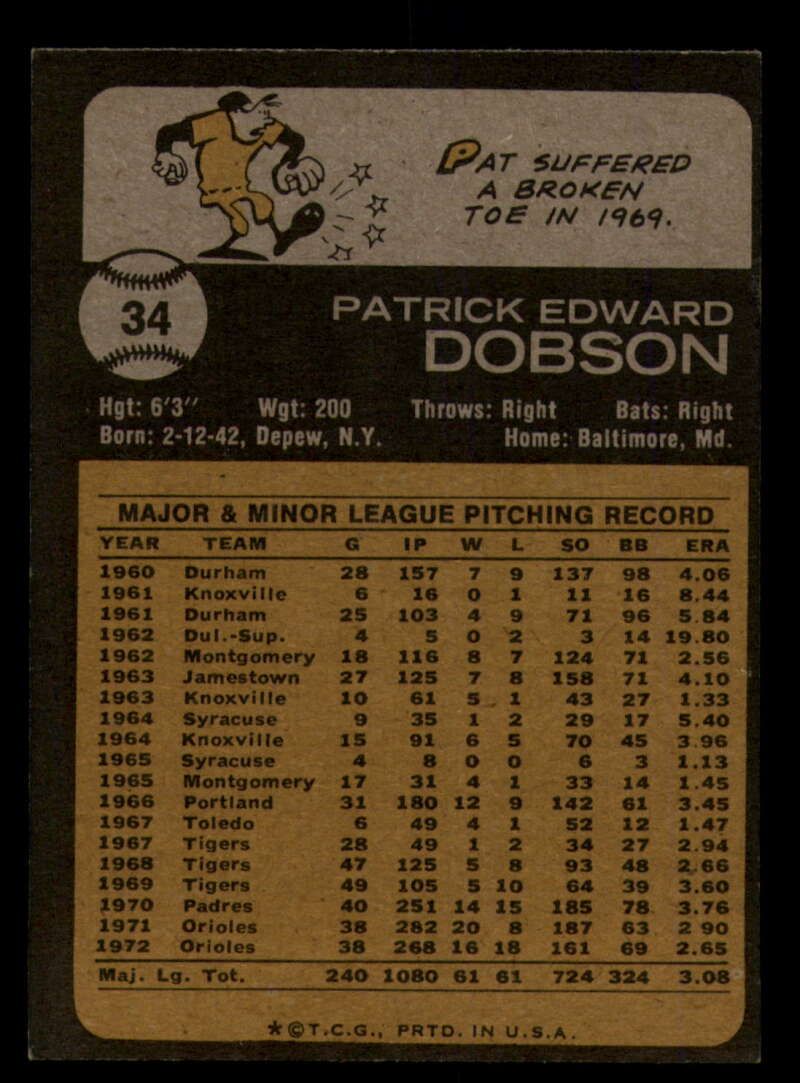 PAT SUFFERED
A BROKEN
TOE IN 1969.
34
PATRICK EDWARD
DOBSON
Hgt: 6'3" Wgt: 200 Throws: Right Bats: Right
Born: 2-12-42, Depew, N.Y. Home: Baltimore, Md.
MAJOR & MINOR LEAGUE PITCHING RECORD
YEAR TEAM G IP W L SO BB ERA
1960 Durham 28 157 7 9 137 98 4.06
1961 Knoxville 6 16 0 1 11 16 8.44
1961 Durham 25 103 4 9 71 96 5.84
1962 Dul.-Sup. 4 5 0 2 3 14 19.80
1962 Montgomery 18 116 8 7 124 71 2.56
1963 Jamestown 27 125 7 8 158 71 4.10
1963 Knoxville 10 61 5 1 43 27 1.33
1964 Syracuse 9 35 1 2 29 17 5.40
1964 Knoxville 15 91 6 5 70 45 3.96
1965 Syracuse 4 8 0 0 6 3 1.13
1965 Montgomery 17 31 4 1 33 14 1.45
1966 Portland 31 180 12 9 142 61 3.45
1967 Toledo 6 49 4 1 52 12 1.47
1967 Tigers 28 49 1 2 34 27 2.94
1968 Tigers 47 125 5 8 93 48 2.66
1969 Tigers 49 105 5 10 64 39 3.60
1970 Padres 40 251 14 15 185 78 3.76
1971 Orioles 38 282 20 8 187 63 2 90
1972 Orioles 38 268 16 18 161 69 2.65
Maj. Lg. Tot. 240 1080 61 61 724 324 3.08
*©T.C.G., PRTD. IN U.S.A.